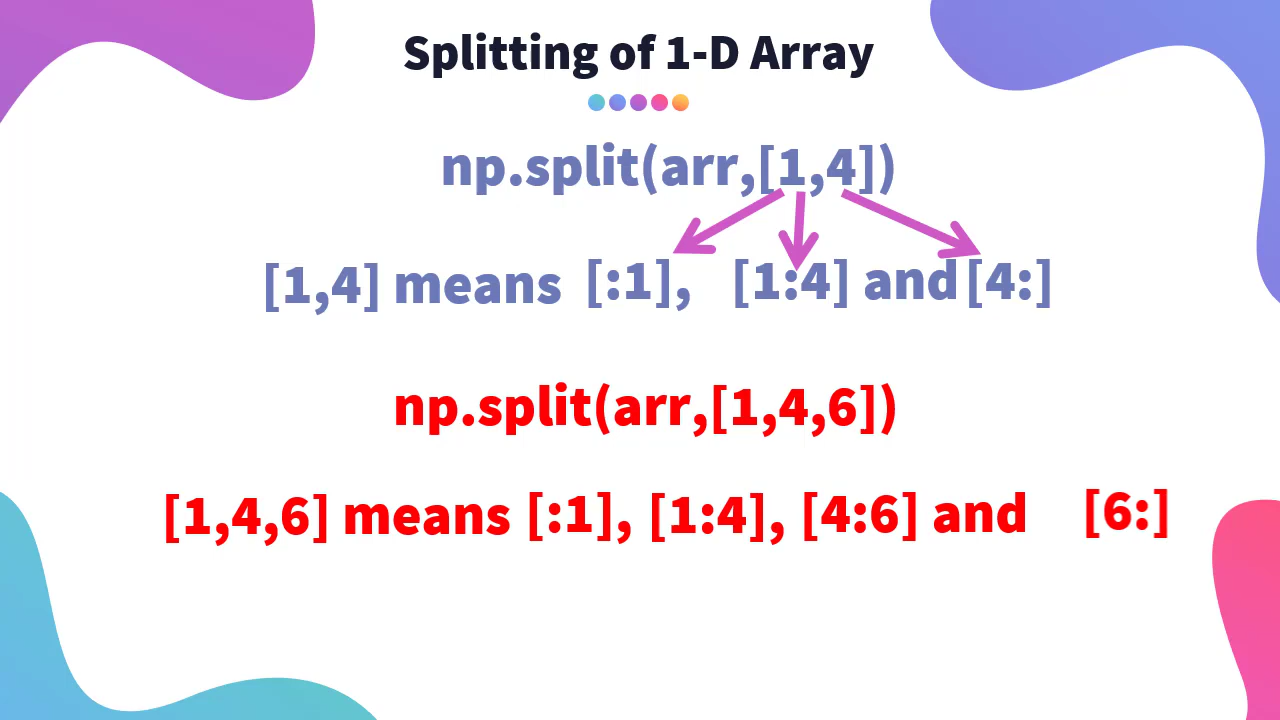 Splitting of 1-D Array
np.split(arr,[1,4])
[1,4] means [:1], [1:4] and [4:]
np.split(arr,[1,4,6])
[1,4,6] means [:1], [1:4], [4:6] and [6:]